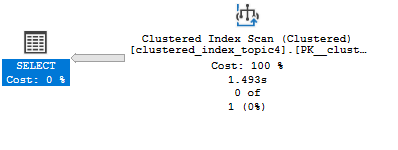 SELECT
Cost: 0 %
Clustered Index Scan (Clustered)
[clustered_index_topic4].[PK__clust…
Cost: 100 %
1.493s
0 of
1 (0%)